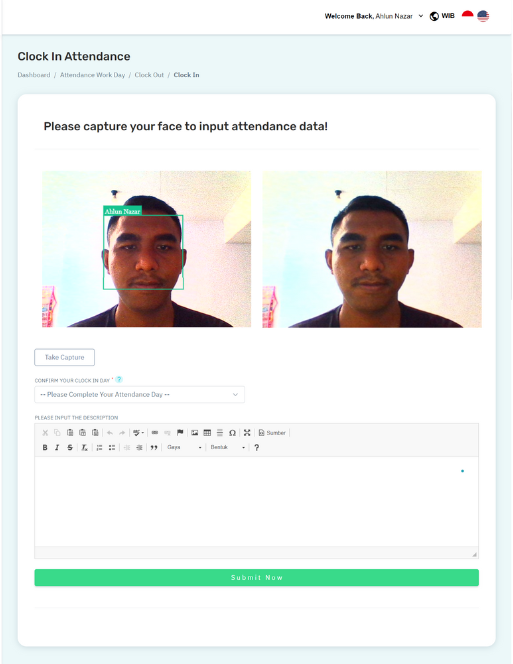 Welcome Back, Ahlun Nazar WIB
Clock In Attendance
Dashboard / Attendance Work Day / Clock Out / Clock In
Please capture your face to input attendance data!
Ahlun Nazar
Take Capture
CONFIRM YOUR CLOCK IN DAY * ?
-- Please Complete Your Attendance Day --
PLEASE INPUT THE DESCRIPTION
Ω Sumber
B I S Ix Gaya Bentuk ?
Submit Now